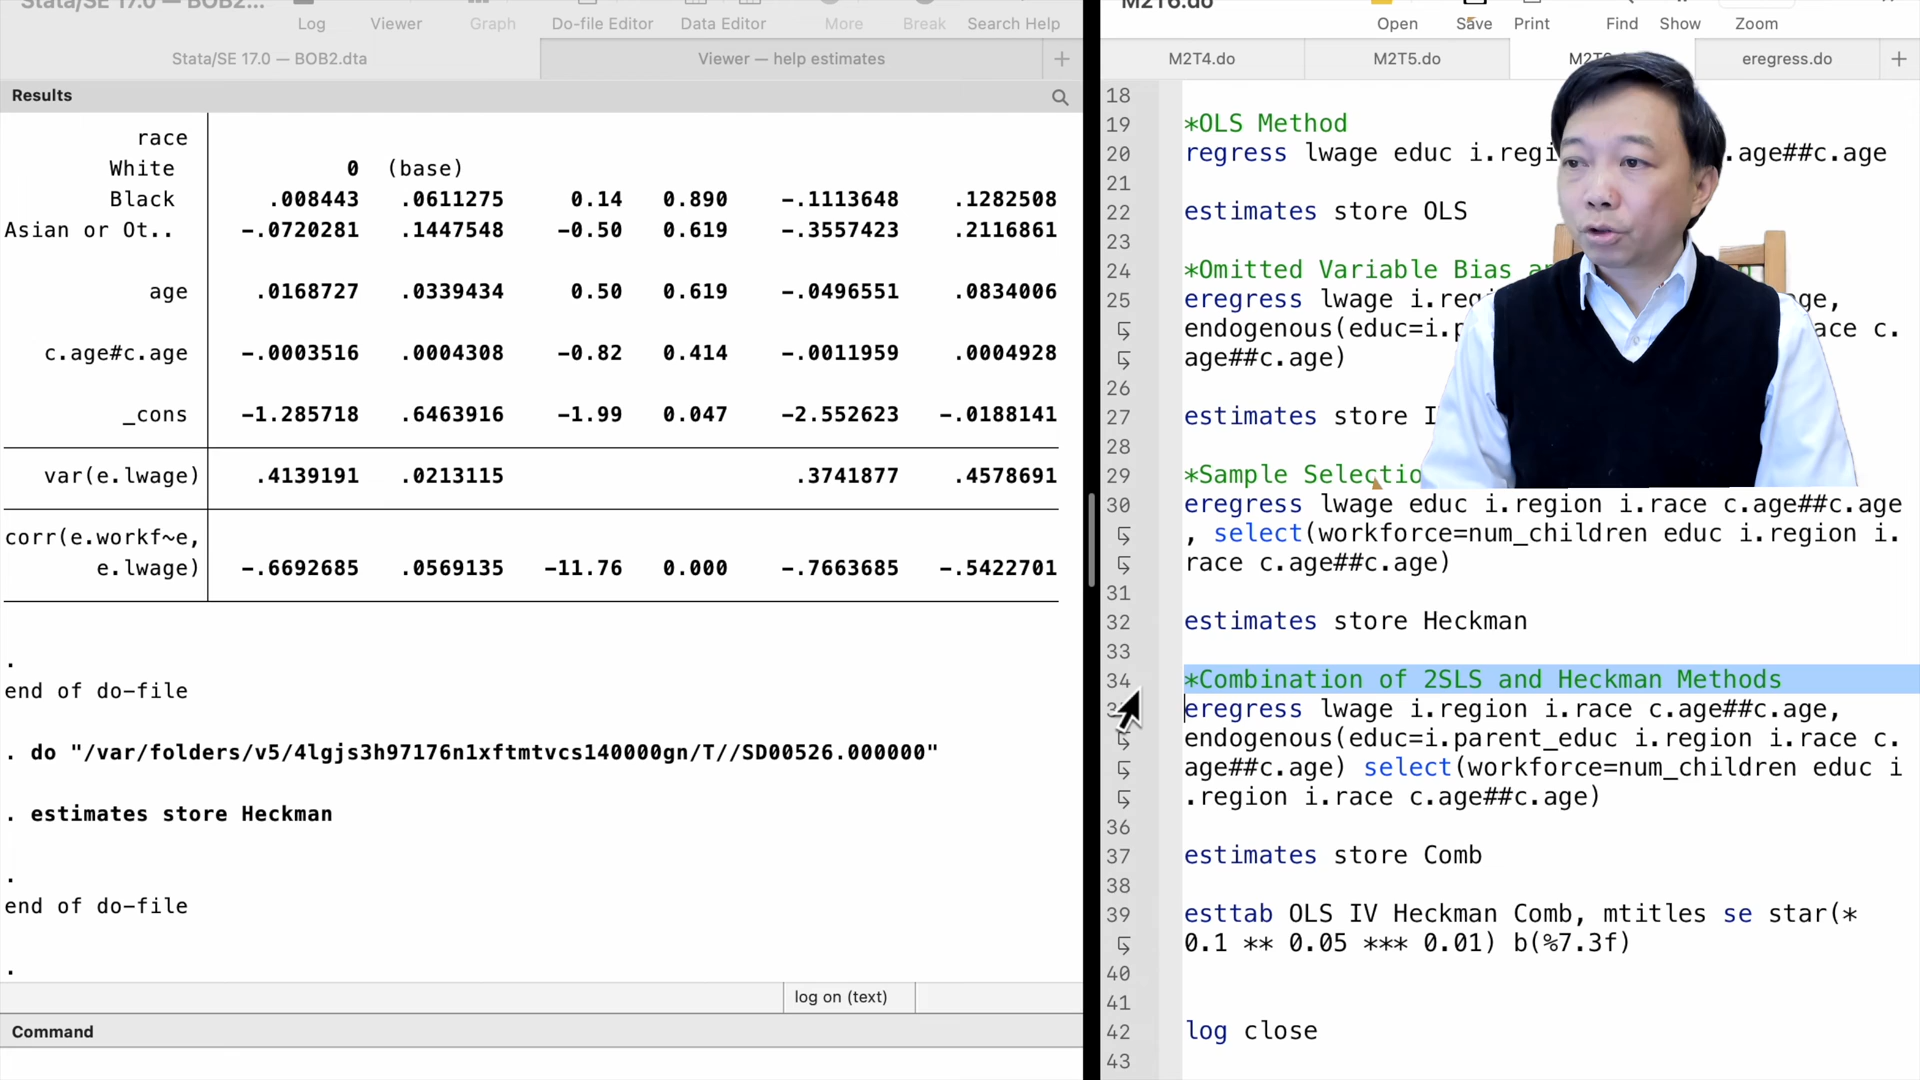 Stata/SE 17.0 — BOB2...
Log Viewer Graph Do-file Editor Data Editor More Break Search Help
Stata/SE 17.0 — BOB2.dta
Viewer — help estimates
+
Results
race
White 0 (base)
Black .008443 .0611275 0.14 0.890 -.1113648 .1282508
Asian or Ot.. -.0720281 .1447548 -0.50 0.619 -.3557423 .2116861
age .0168727 .0339434 0.50 0.619 -.0496551 .0834006
c.age#c.age -.0003516 .0004308 -0.82 0.414 -.0011959 .0004928
_cons -1.285718 .6463916 -1.99 0.047 -2.552623 -.0188141
var(e.lwage) .4139191 .0213115 .3741877 .4578691
corr(e.workf~e,
e.lwage) -.6692685 .0569135 -11.76 0.000 -.7663685 -.5422701
.
end of do-file
. do "/var/folders/v5/4lgjs3h97176n1xftmtvcs140000gn/T//SD00526.000000"
. estimates store Heckman
.
end of do-file
.
log on (text)
Command
M2T6.do
Open Save Print Find Show Zoom
M2T4.do M2T5.do eregress.do +
18
19 *OLS Method
20 regress lwage educ .age##c.age
21
22 estimates store OLS
23
24 *Omitted Variable Bias
25 eregress lwage
endogenous(educ= c.
age##c.age)
26
27 estimates store
28
29 *Sample
30 eregress lwage educ i.region i.race c.age##c.age
, select(workforce=num_children educ i.region i.
race c.age##c.age)
31
32 estimates store Heckman
33
34 *Combination of 2SLS and Heckman Methods
eregress lwage i.region i.race c.age##c.age,
endogenous(educ=i.parent_educ i.region i.race c.
age##c.age) select(workforce=num_children educ i
.region i.race c.age##c.age)
36
37 estimates store Comb
38
39 esttab OLS IV Heckman Comb, mtitles se star(*
0.1 ** 0.05 *** 0.01) b(%7.3f)
40
41
42 log close
43